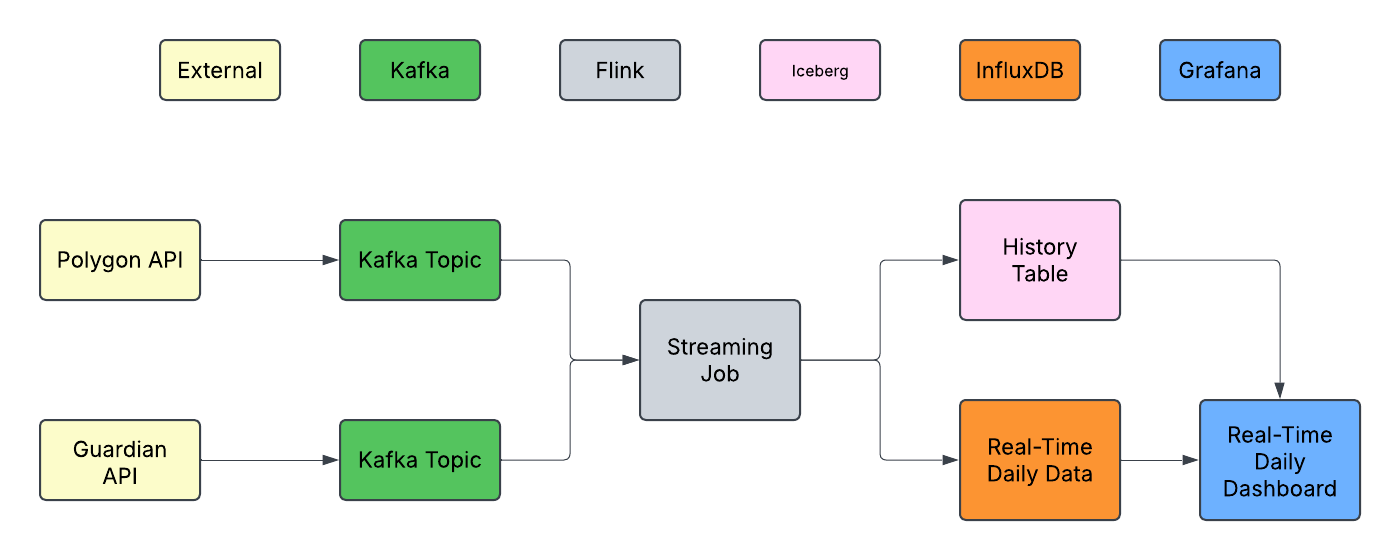 External
Kafka
Flink
Iceberg
InfluxDB
Grafana
Polygon API
Kafka Topic
History
Table
Streaming
Job
Guardian
API
Kafka Topic
Real-Time
Daily Data
Real-Time
Daily
Dashboard